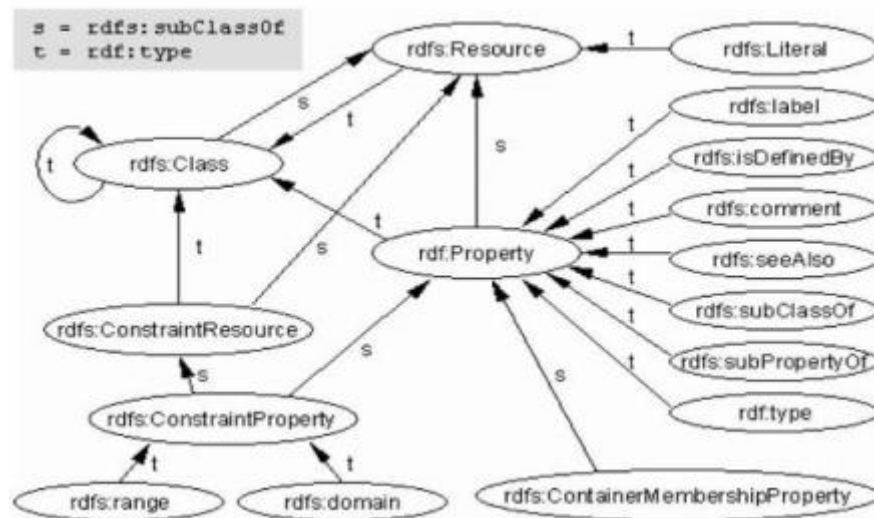 s = rdfs:subClassOf
t = rdf:type
rdfs:Resource
t
rdfs:Literal
s
t
rdfs:label
t
t
rdfs:Class
s
t
rdfs:isDefinedBy
t
rdfs:comment
t
s
rdf:Property
t
rdfs:seeAlso
t
t
rdfs:subClassOf
rdfs:ConstraintResource
s
t
rdfs:subPropertyOf
s
s
t
rdf:type
rdfs:ConstraintProperty
t
t
rdfs:range
rdfs:domain
rdfs:ContainerMembershipProperty